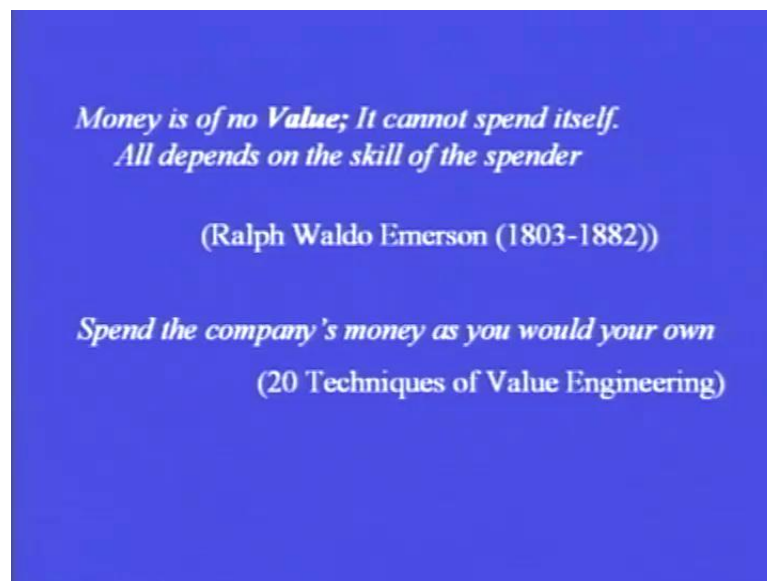 Money is of no Value; It cannot spend itself.
All depends on the skill of the spender
(Ralph Waldo Emerson (1803-1882))
Spend the company's money as you would your own
(20 Techniques of Value Engineering)